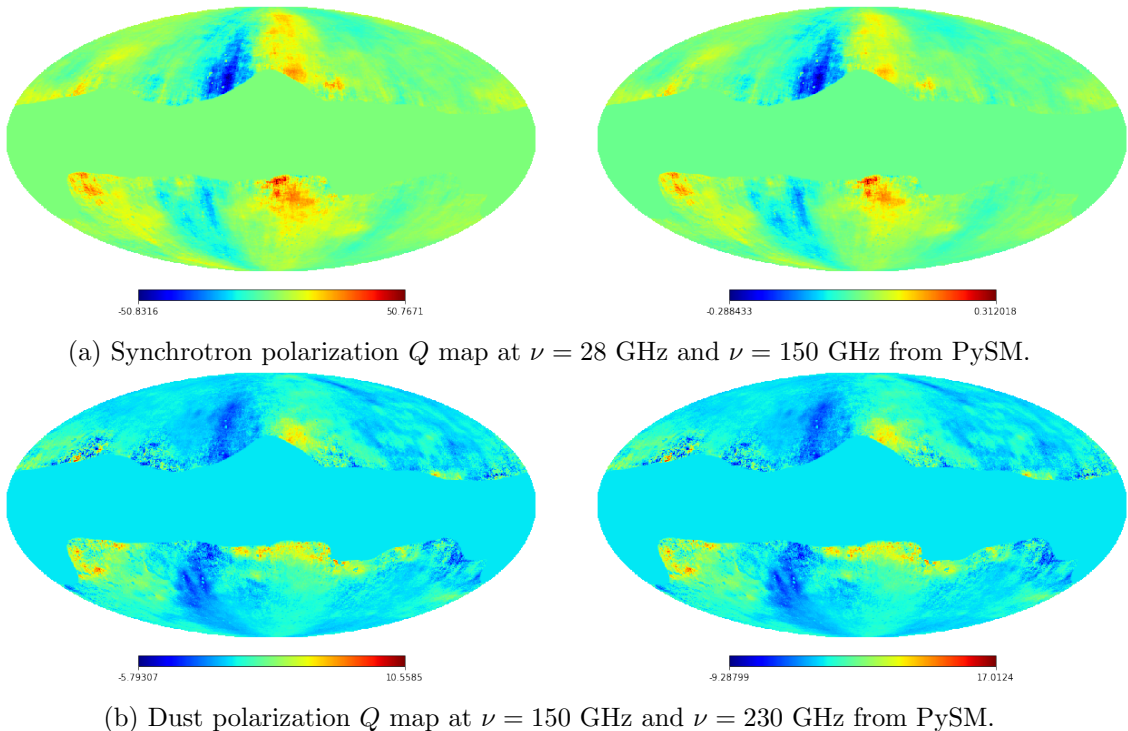 -50.8316 50.7671 -0.288433 0.312018
(a) Synchrotron polarization Q map at ν = 28 GHz and ν = 150 GHz from PySM.
-5.79307 10.5585 -9.28799 17.0124
(b) Dust polarization Q map at ν = 150 GHz and ν = 230 GHz from PySM.